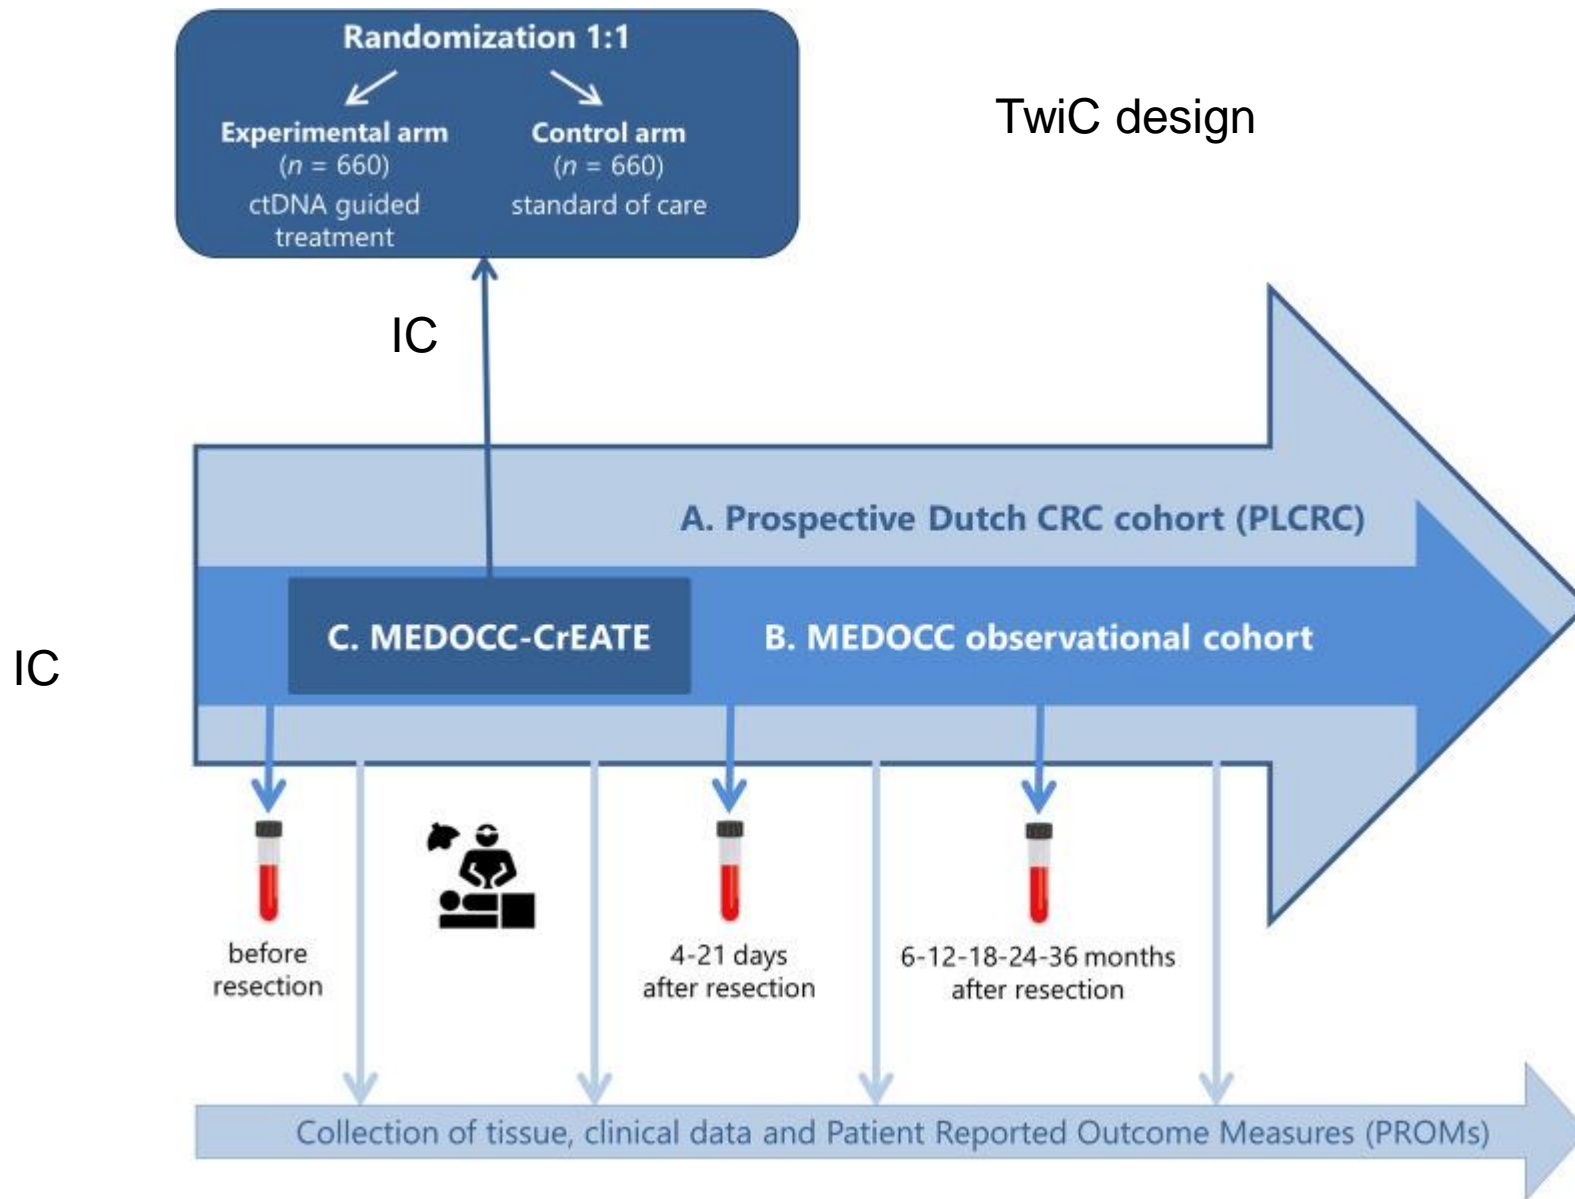 Randomization 1:1
Experimental arm
(n = 660)
ctDNA guided
treatment
Control arm
(n = 660)
standard of care
TwiC design
IC
A. Prospective Dutch CRC cohort (PLCRC)
IC
C. MEDOCC-CrEATE
B. MEDOCC observational cohort
before
resection
4-21 days
after resection
6-12-18-24-36 months
after resection
Collection of tissue, clinical data and Patient Reported Outcome Measures (PROMs)